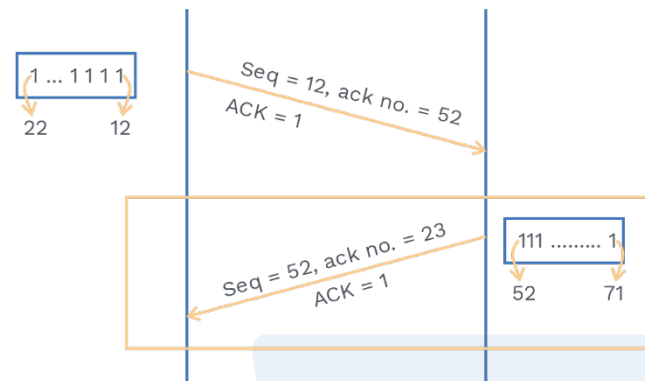 1 ... 1 1 1 1
22 12
Seq = 12, ack no. = 52
ACK = 1
Seq = 52, ack no. = 23
ACK = 1
111 ......... 1
52 71